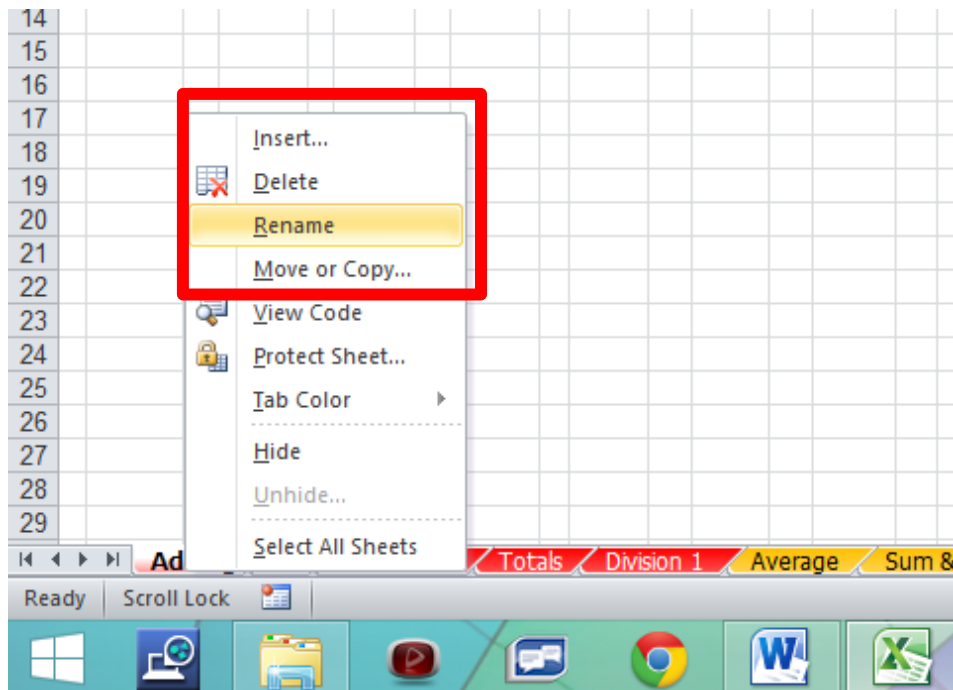 14
15
16
17
18
19
20
21
22
23
24
25
26
27
28
29
Insert...
Delete
Rename
Move or Copy...
View Code
Protect Sheet...
Tab Color
Hide
Unhide...
Select All Sheets
Ad Totals Division 1 Average Sum &
Ready Scroll Lock
W X